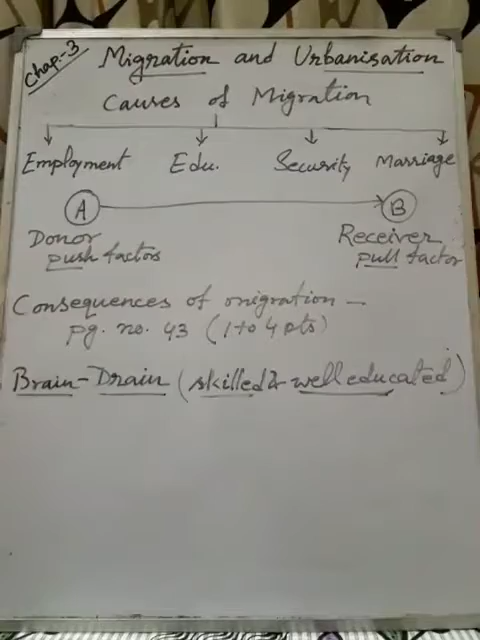 Chap.-3
Migration and Urbanisation
Causes of Migration
Employment Edu. Security Marriage
A B
Donor Receiver
push factors pull factor
Consequences of migration —
pg. no. 43 (1 to 4 pts)
Brain-Drain (skilled & well educated)